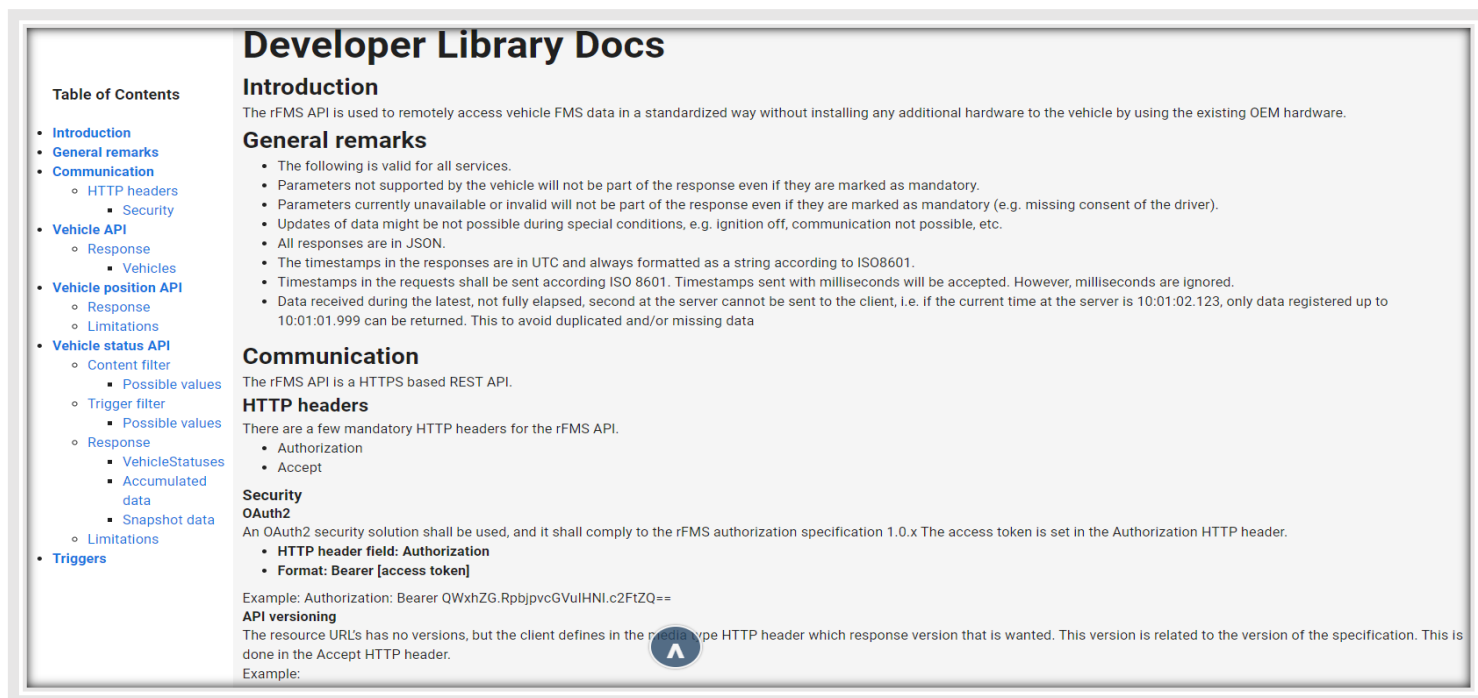 Developer Library Docs
Table of Contents
Introduction
General remarks
Communication
HTTP headers
Security
Vehicle API
Response
Vehicles
Vehicle position API
Response
Limitations
Vehicle status API
Content filter
Possible values
Trigger filter
Possible values
Response
VehicleStatuses
Accumulated
data
Snapshot data
Limitations
Triggers
Introduction
The rFMS API is used to remotely access vehicle FMS data in a standardized way without installing any additional hardware to the vehicle by using the existing OEM hardware.
General remarks
The following is valid for all services.
Parameters not supported by the vehicle will not be part of the response even if they are marked as mandatory.
Parameters currently unavailable or invalid will not be part of the response even if they are marked as mandatory (e.g. missing consent of the driver).
Updates of data might be not possible during special conditions, e.g. ignition off, communication not possible, etc.
All responses are in JSON.
The timestamps in the responses are in UTC and always formatted as a string according to ISO8601.
Timestamps in the requests shall be sent according ISO 8601. Timestamps sent with milliseconds will be accepted. However, milliseconds are ignored.
Data received during the latest, not fully elapsed, second at the server cannot be sent to the client, i.e. if the current time at the server is 10:01:02.123, only data registered up to
10:01:01.999 can be returned. This to avoid duplicated and/or missing data
Communication
The rFMS API is a HTTPS based REST API.
HTTP headers
There are a few mandatory HTTP headers for the rFMS API.
Authorization
Accept
Security
OAuth2
An OAuth2 security solution shall be used, and it shall comply to the rFMS authorization specification 1.0.x The access token is set in the Authorization HTTP header.
HTTP header field: Authorization
Format: Bearer [access token]
Example: Authorization: Bearer QWxhZG.RpbjpvcGVuIHNl.c2FtZQ==
API versioning
The resource URL's has no versions, but the client defines in the media type HTTP header which response version that is wanted. This version is related to the version of the specification. This is
done in the Accept HTTP header.
Example: